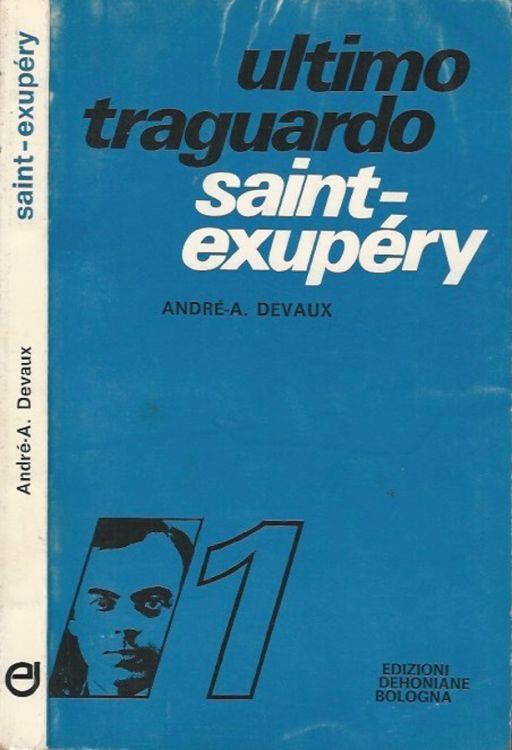 saint-exupéry
André-A. Devaux
ultimo
traguardo
saint-
exupéry
ANDRÉ-A. DEVAUX
1
EDIZIONI
DEHONIANE
BOLOGNA